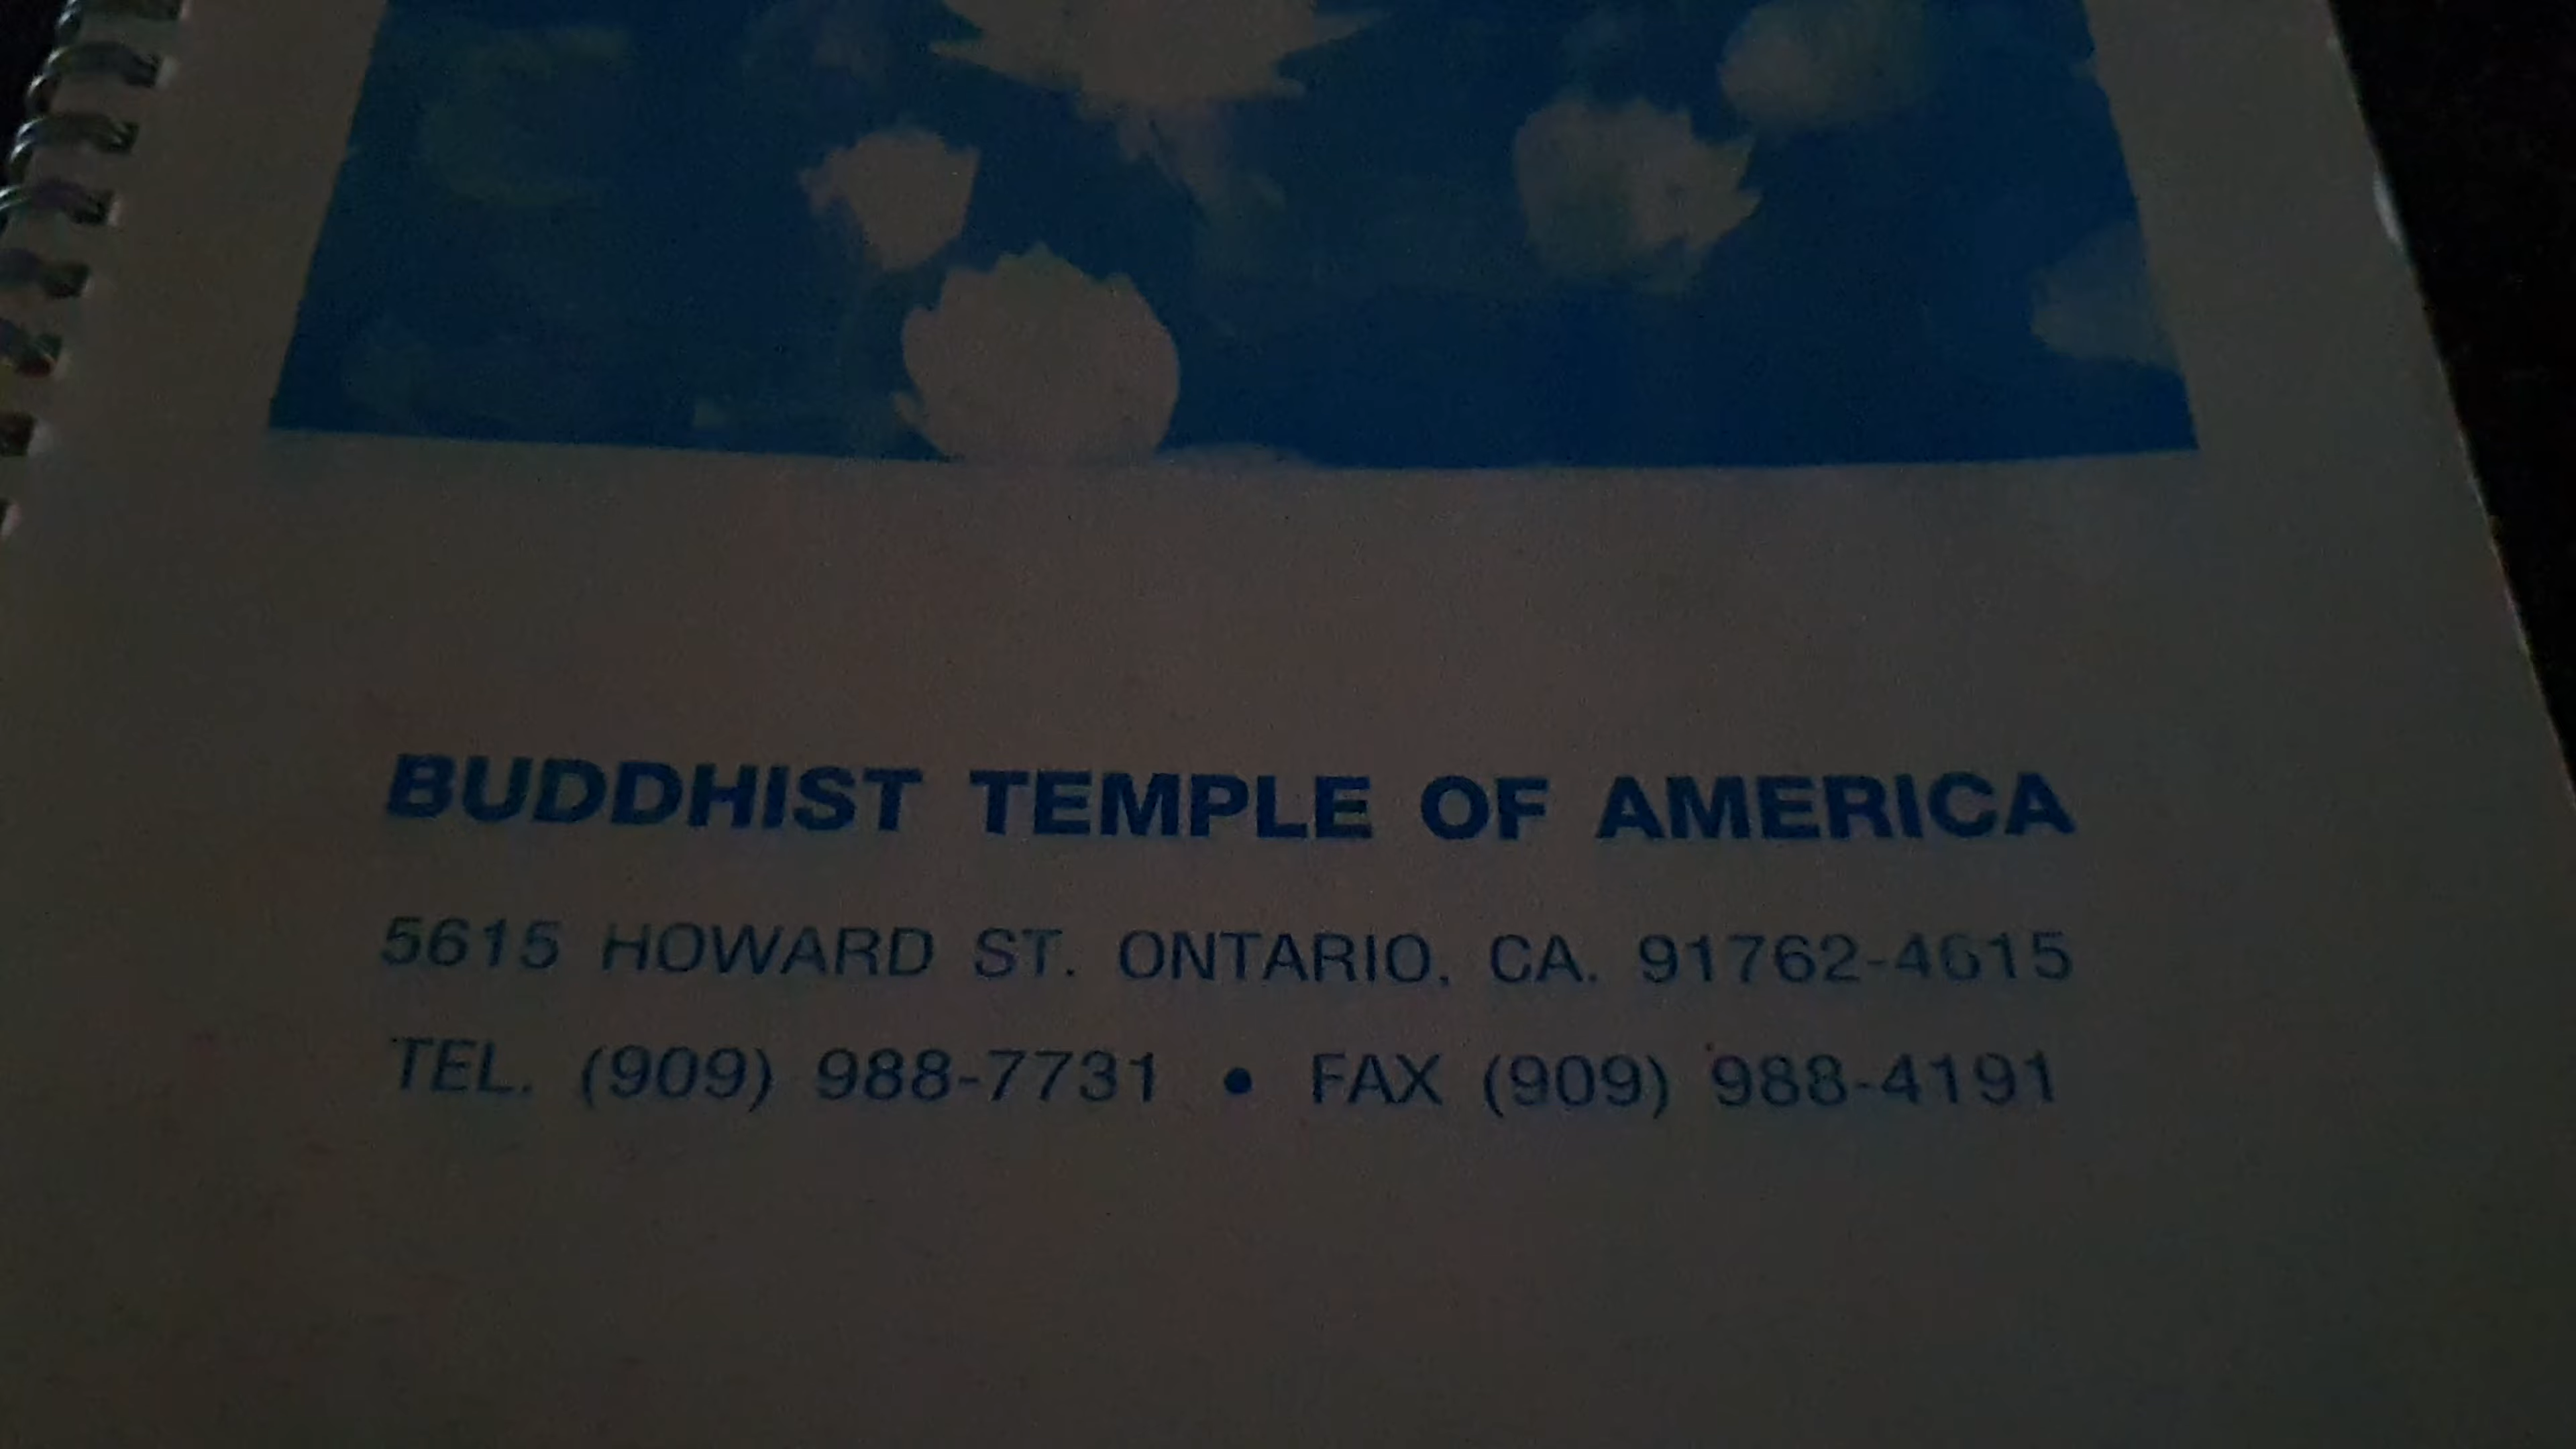 BUDDHIST TEMPLE OF AMERICA
5615 HOWARD ST. ONTARIO, CA. 91762-4615
TEL. (909) 988-7731 • FAX (909) 988-4191